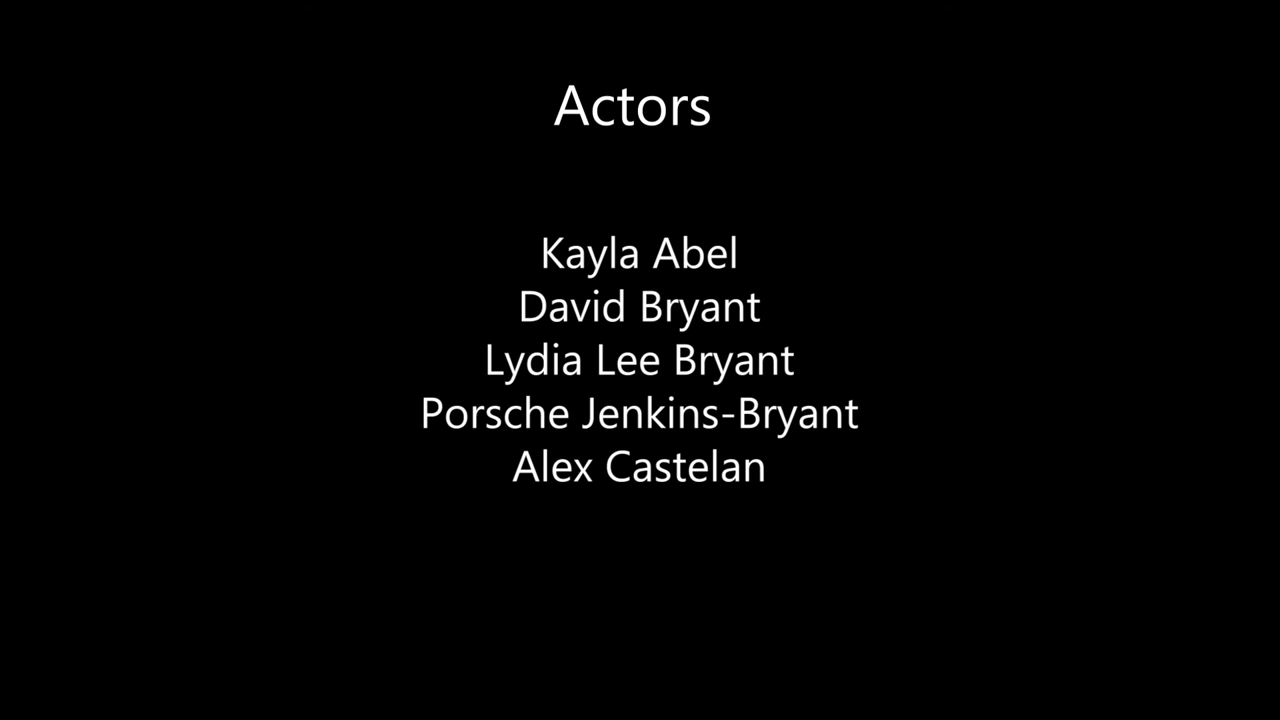 Actors
Kayla Abel
David Bryant
Lydia Lee Bryant
Porsche Jenkins-Bryant
Alex Castelan